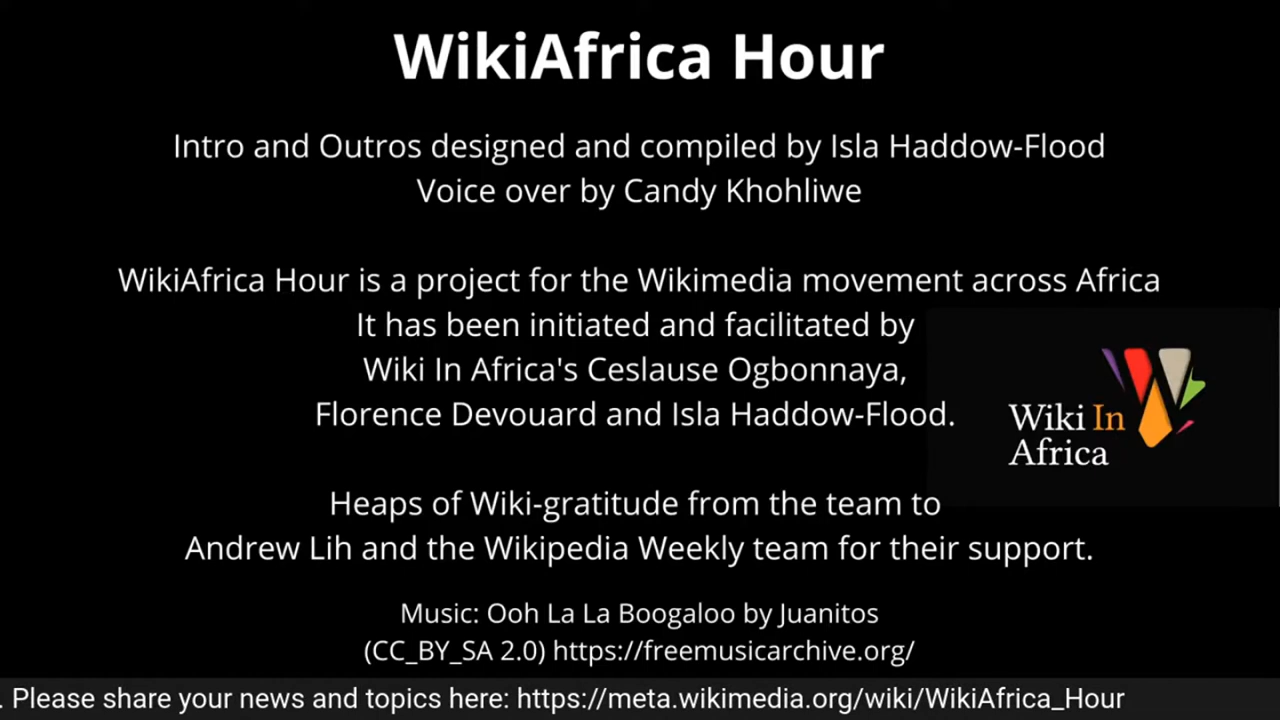 WikiAfrica Hour
Intro and Outros designed and compiled by Isla Haddow-Flood
Voice over by Candy Khohliwe
WikiAfrica Hour is a project for the Wikimedia movement across Africa
It has been initiated and facilitated by
Wiki In Africa's Ceslause Ogbonnaya,
Florence Devouard and Isla Haddow-Flood.
Wiki In
Africa
Heaps of Wiki-gratitude from the team to
Andrew Lih and the Wikipedia Weekly team for their support.
Music: Ooh La La Boogaloo by Juanitos
(CC_BY_SA 2.0) https://freemusicarchive.org/
. Please share your news and topics here: https://meta.wikimedia.org/wiki/WikiAfrica_Hour